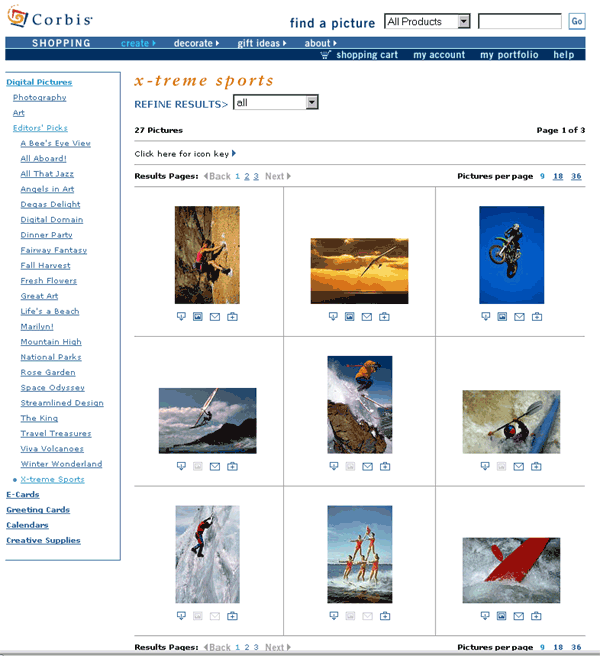 Corbis
find a picture All Products Go
SHOPPING create decorate gift ideas about
shopping cart my account my portfolio help
Digital Pictures
Photography
Art
Editors' Picks
A Bee's Eye View
All Aboard!
All That Jazz
Angels in Art
Degas Delight
Digital Domain
Dinner Party
Fairway Fantasy
Fall Harvest
Fresh Flowers
Great Art
Life's a Beach
Marilyn!
Mountain High
National Parks
Rose Garden
Space Odyssey
Streamlined Design
The King
Travel Treasures
Viva Volcanoes
Winter Wonderland
X-treme Sports
E-Cards
Greeting Cards
Calendars
Creative Supplies
x-treme sports
REFINE RESULTS> all
27 Pictures Page 1 of 3
Click here for icon key
Results Pages: Back 1 2 3 Next Pictures per page 9 18 36
Results Pages: Back 1 2 3 Next Pictures per page 9 18 36